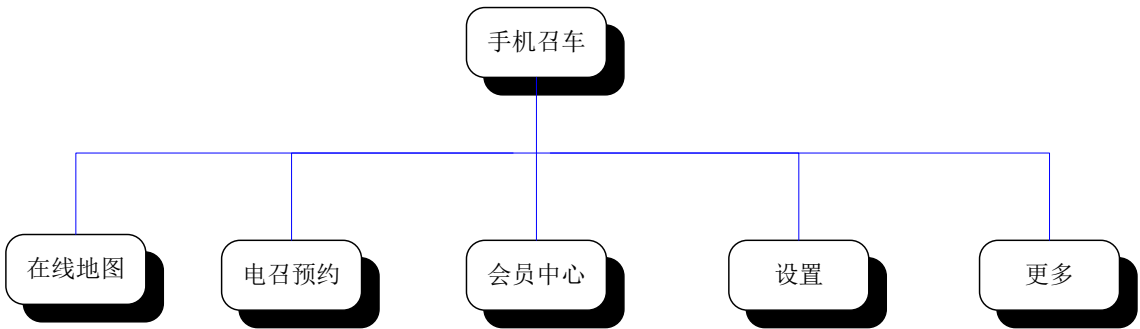 手机召车
在线地图
电召预约
会员中心
设置
更多